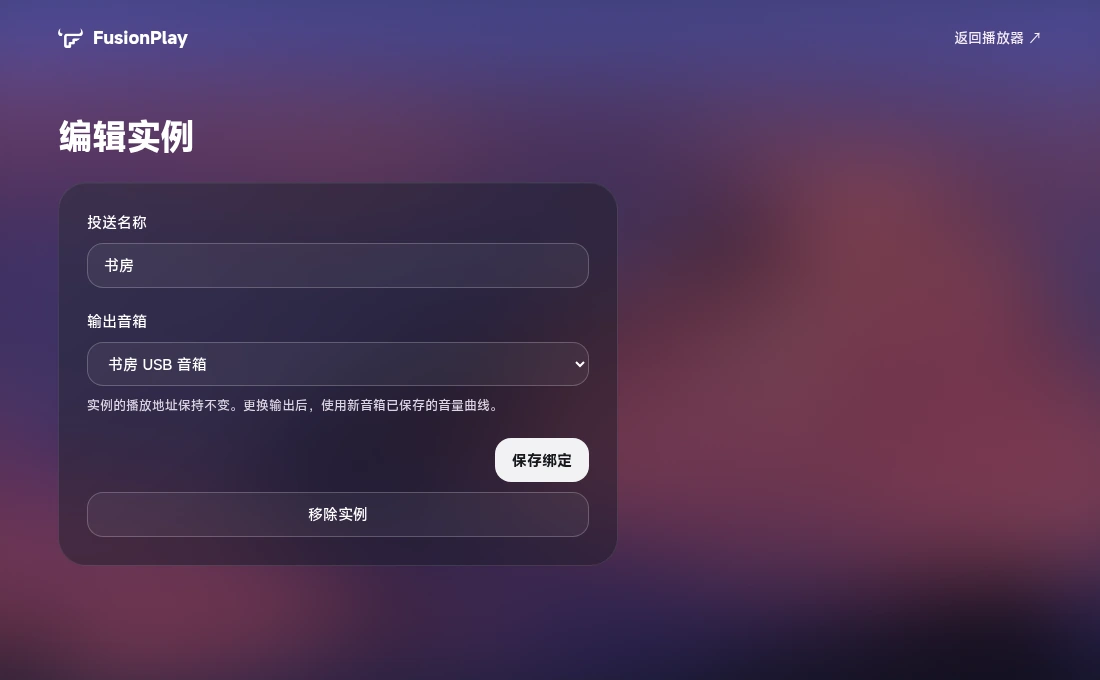 FusionPlay
返回播放器 ↗
编辑实例
投送名称
书房
输出音箱
书房 USB 音箱
实例的播放地址保持不变。更换输出后，使用新音箱已保存的音量曲线。
保存绑定
移除实例